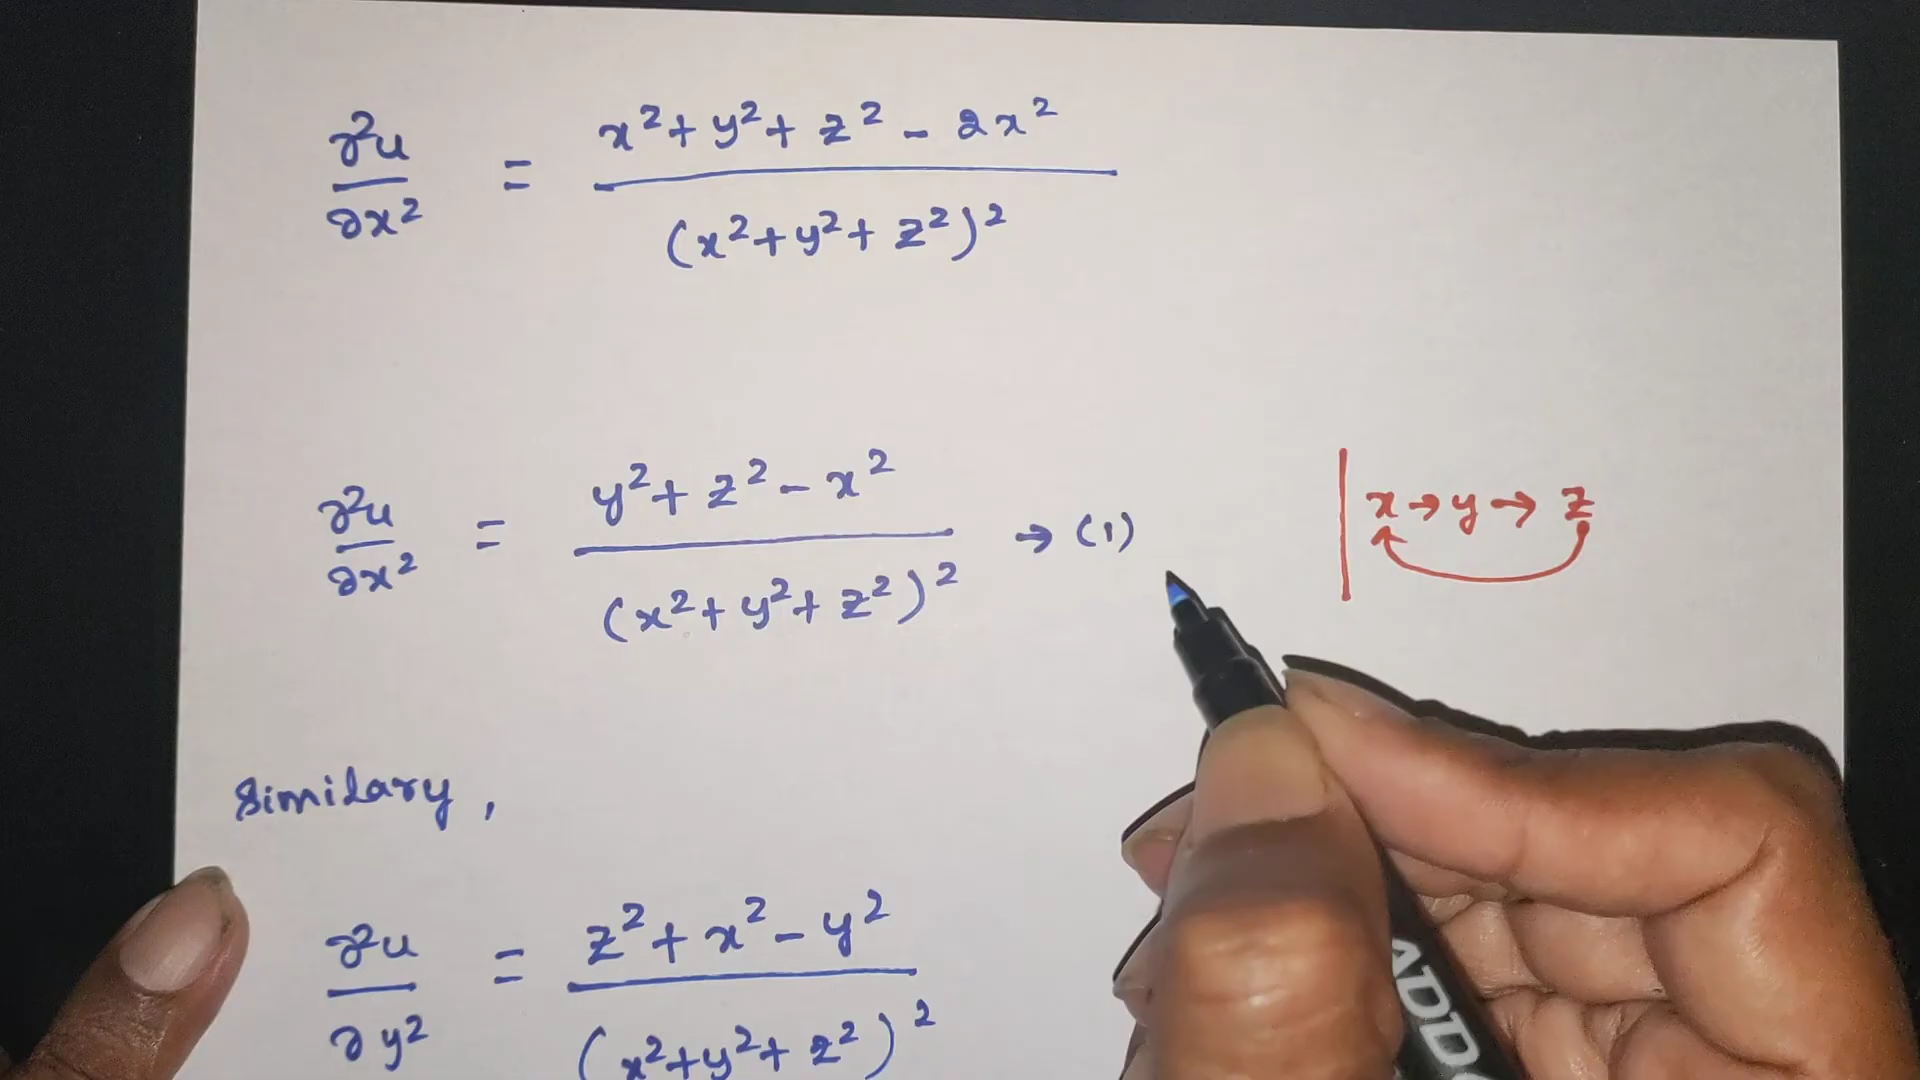 ∂²u/∂x² = (x²+y²+z²-2x²)/(x²+y²+z²)²
∂²u/∂x² = (y²+z²-x²)/(x²+y²+z²)² → (1)
x→y→z
Similary,
∂²u/∂y² = (z²+x²-y²)/(x²+y²+z²)²